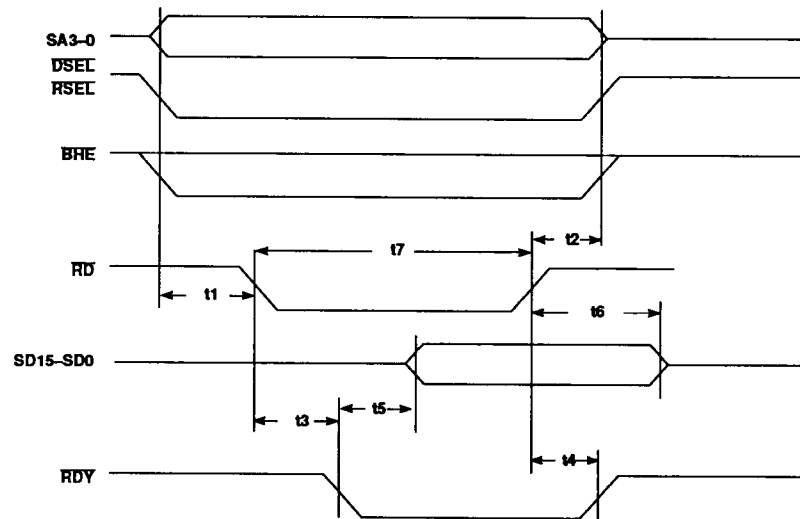 SA3–0
DSEL
RSEL
BHE
t2
t7
RD
t1
t6
SD15–SD0
t3
t5
t4
RDY